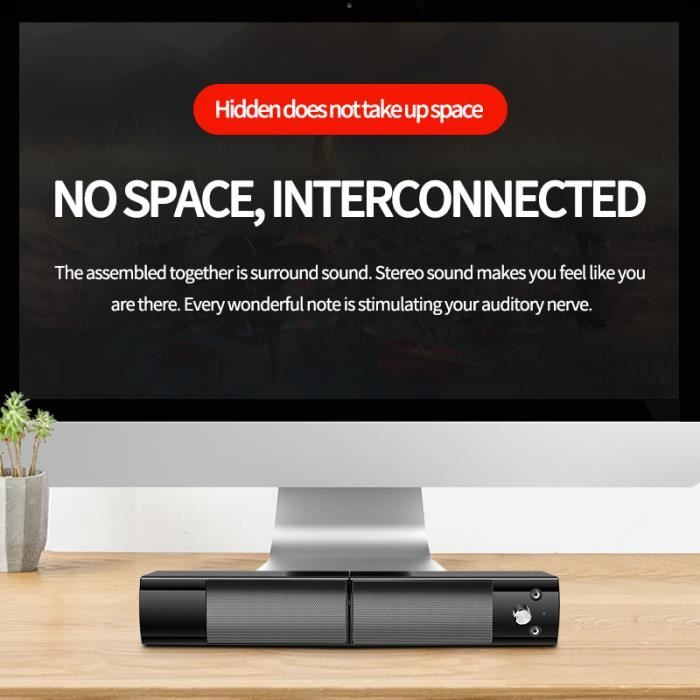 Hidden does not take up space
NO SPACE, INTERCONNECTED
The assembled together is surround sound. Stereo sound makes you feel like you
are there. Every wonderful note is stimulating your auditory nerve.